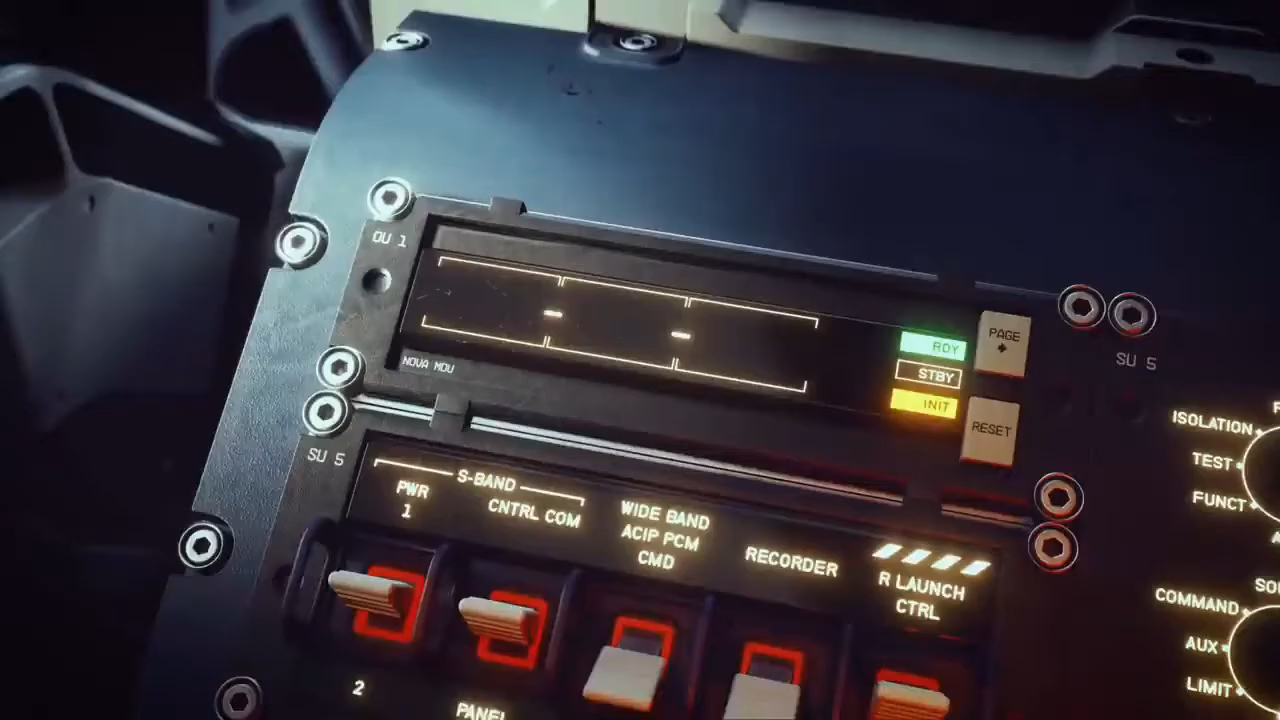 OU 1
NOVA MDU
RDY
STBY
INIT
PAGE
RESET
SU 5
SU 5
S-BAND
PWR
1
CNTRL COM
WIDE BAND
ACIP PCM
CMD
RECORDER
R LAUNCH
CTRL
2
PANEL
ISOLATION
TEST
FUNCT
COMMAND
AUX
LIMIT